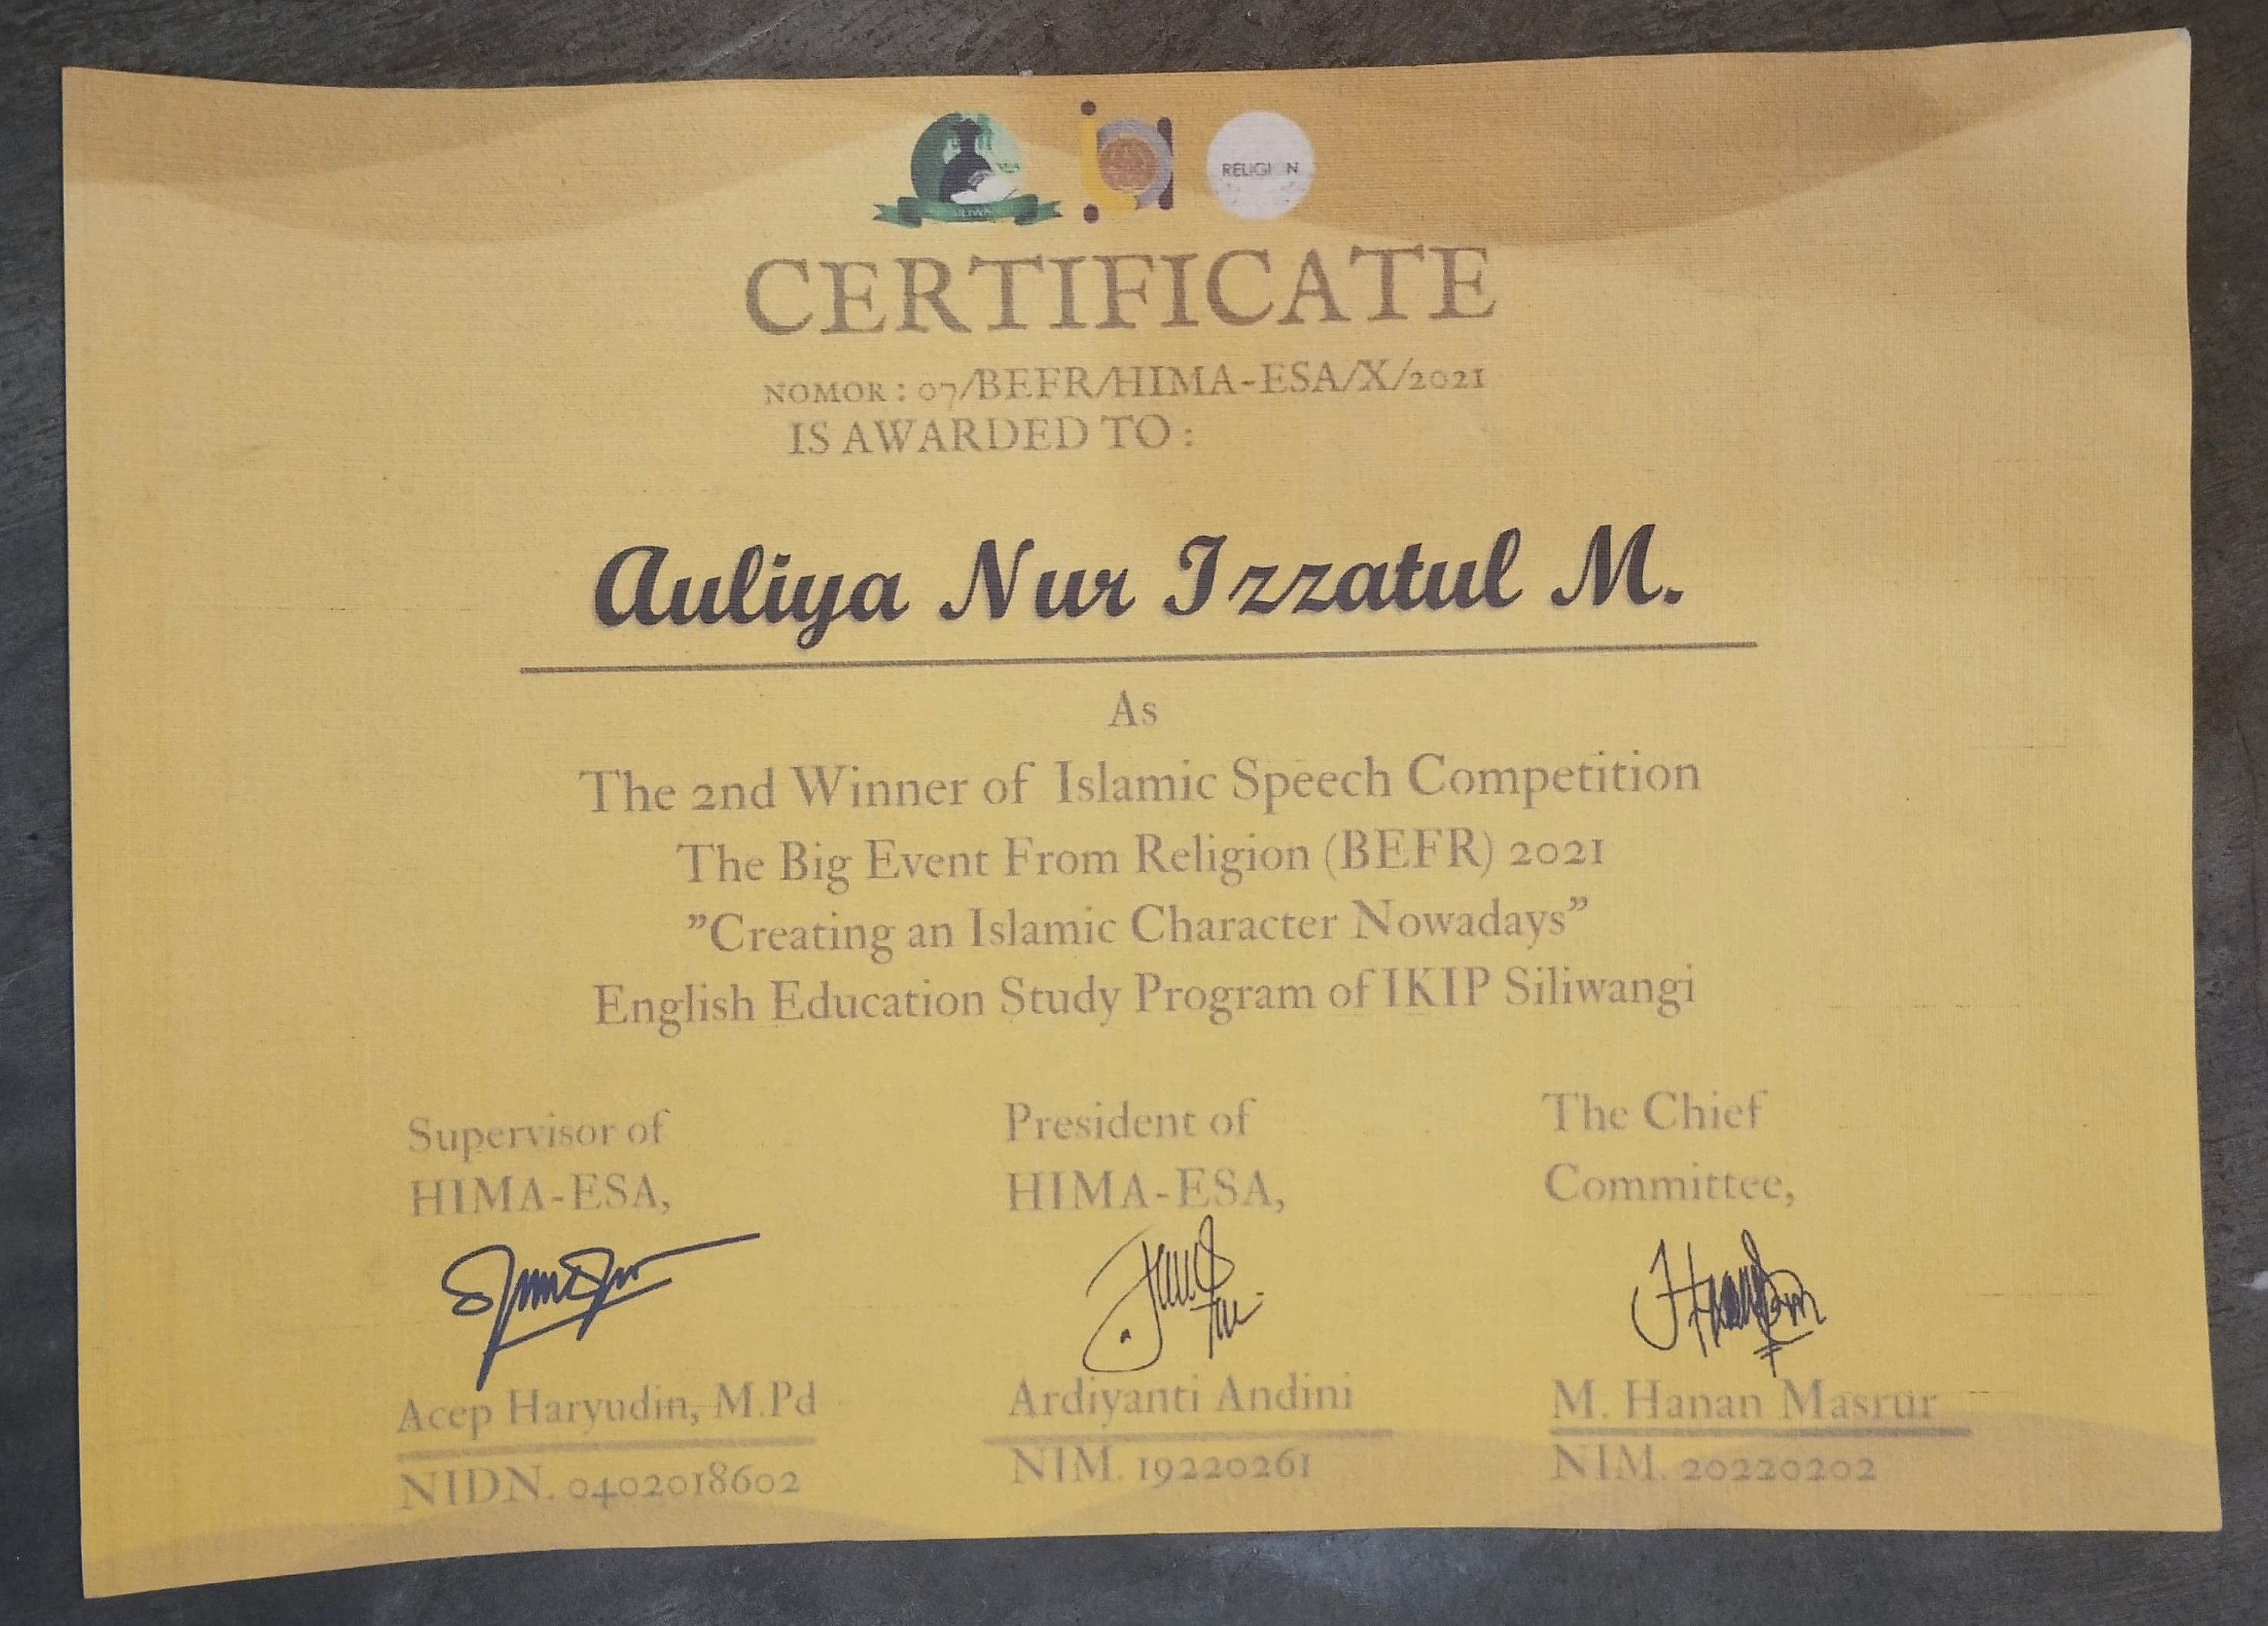 RELIGI N
CERTIFICATE
NOMOR : 07/BEFR/HIMA-ESA/X/2021
IS AWARDED TO :
Auliya Nur Izzatul M.
As
The 2nd Winner of Islamic Speech Competition
The Big Event From Religion (BEFR) 2021
”Creating an Islamic Character Nowadays”
English Education Study Program of IKIP Siliwangi
Supervisor of
HIMA-ESA,
Acep Haryudin, M.Pd
NIDN. 0402018602
President of
HIMA-ESA,
Ardiyanti Andini
NIM. 19220261
The Chief
Committee,
M. Hanan Masrur
NIM. 20220202